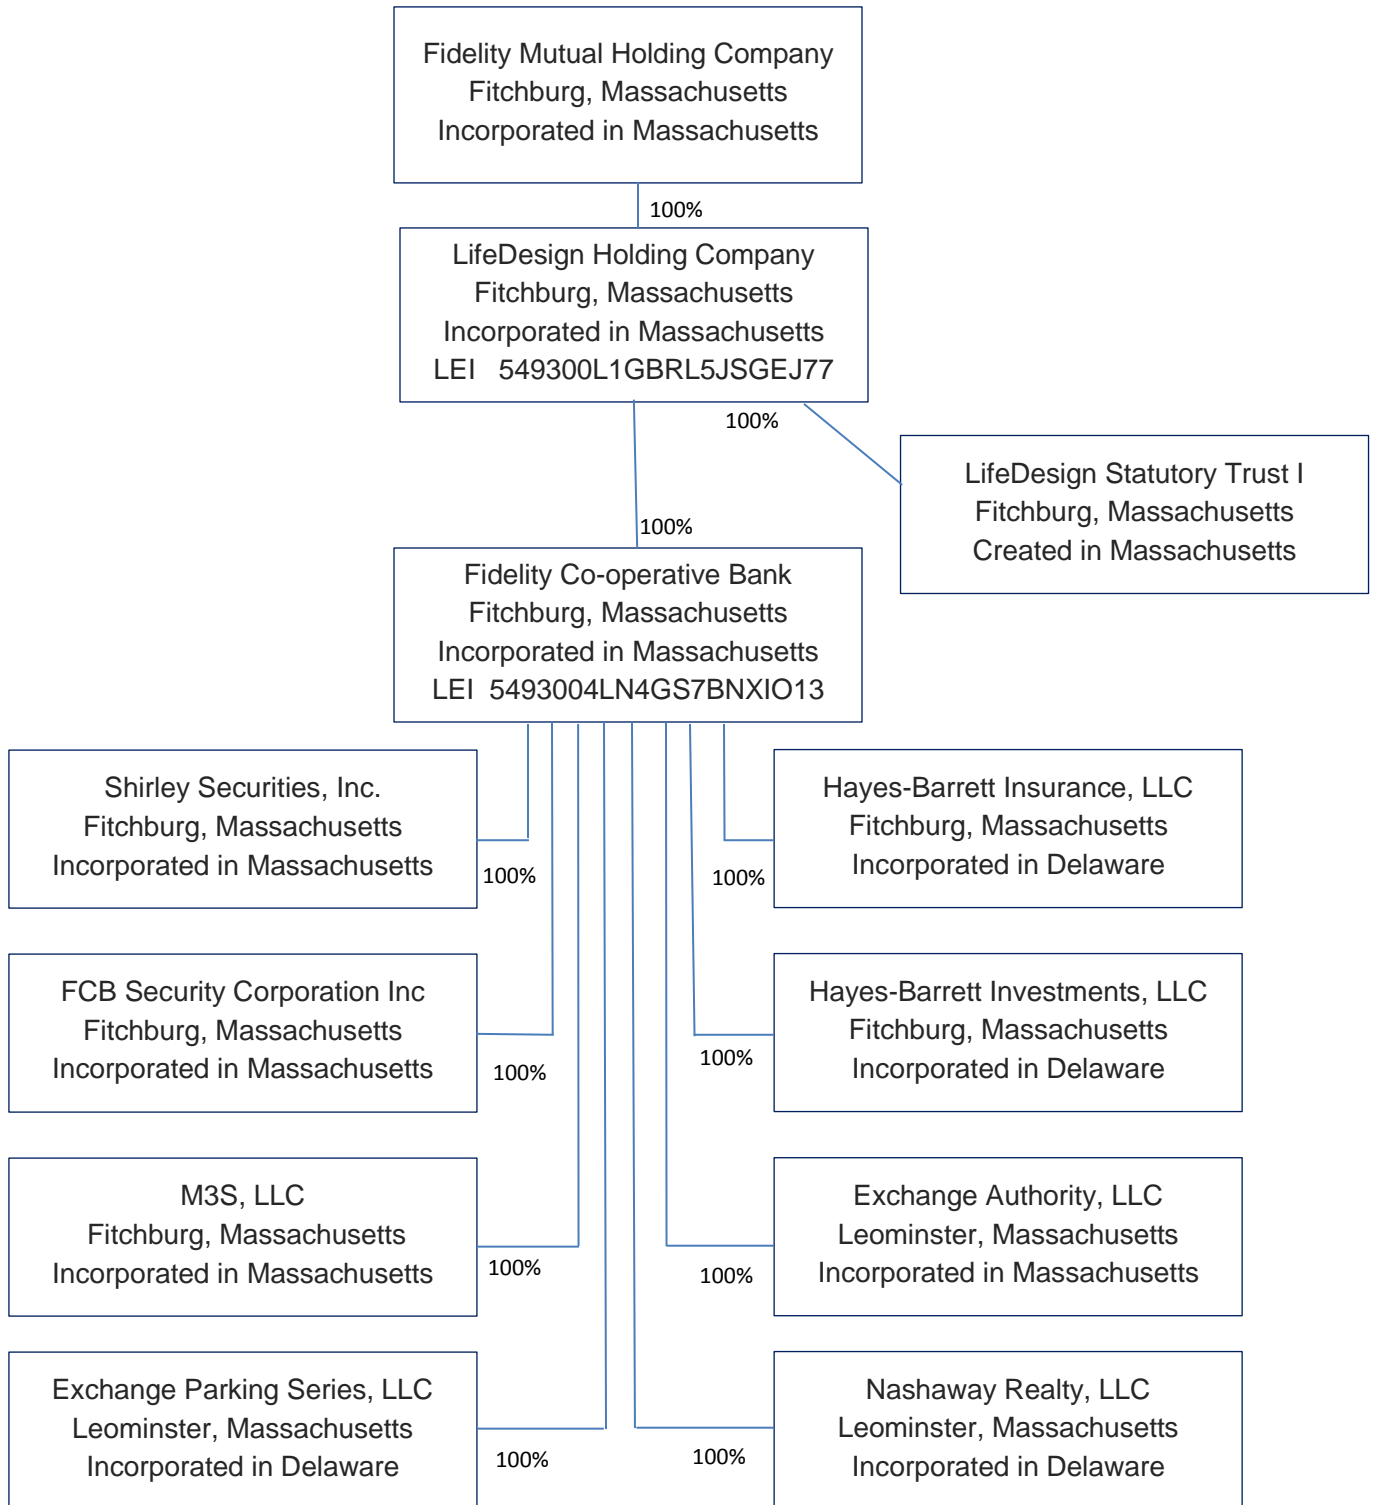 Fidelity Mutual Holding Company
Fitchburg, Massachusetts
Incorporated in Massachusetts
100%
LifeDesign Holding Company
Fitchburg, Massachusetts
Incorporated in Massachusetts
LEI 549300L1GBRL5JSGEJ77
100%
LifeDesign Statutory Trust I
Fitchburg, Massachusetts
Created in Massachusetts
100%
Fidelity Co-operative Bank
Fitchburg, Massachusetts
Incorporated in Massachusetts
LEI 5493004LN4GS7BNXIO13
Shirley Securities, Inc.
Fitchburg, Massachusetts
Incorporated in Massachusetts
100%
Hayes-Barrett Insurance, LLC
Fitchburg, Massachusetts
Incorporated in Delaware
100%
FCB Security Corporation Inc
Fitchburg, Massachusetts
Incorporated in Massachusetts
100%
Hayes-Barrett Investments, LLC
Fitchburg, Massachusetts
Incorporated in Delaware
100%
M3S, LLC
Fitchburg, Massachusetts
Incorporated in Massachusetts
100%
Exchange Authority, LLC
Leominster, Massachusetts
Incorporated in Massachusetts
100%
Exchange Parking Series, LLC
Leominster, Massachusetts
Incorporated in Delaware
100%
Nashaway Realty, LLC
Leominster, Massachusetts
Incorporated in Delaware
100%